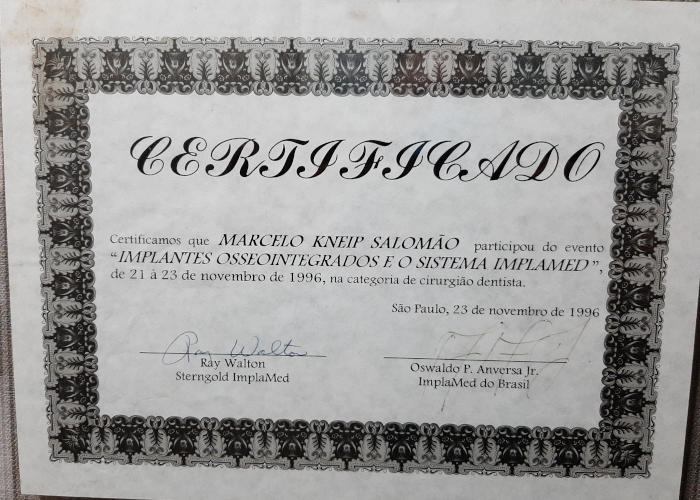 CERTIFICADO
Certificamos que MARCELO KNEIP SALOMÃO participou do evento
"IMPLANTES OSSEOINTEGRADOS E O SISTEMA IMPLAMED",
de 21 à 23 de novembro de 1996, na categoria de cirurgião dentista.
São Paulo, 23 de novembro de 1996
Ray Walton
Ray Walton
Sterngold ImplaMed
Oswaldo P. Anversa Jr.
ImplaMed do Brasil